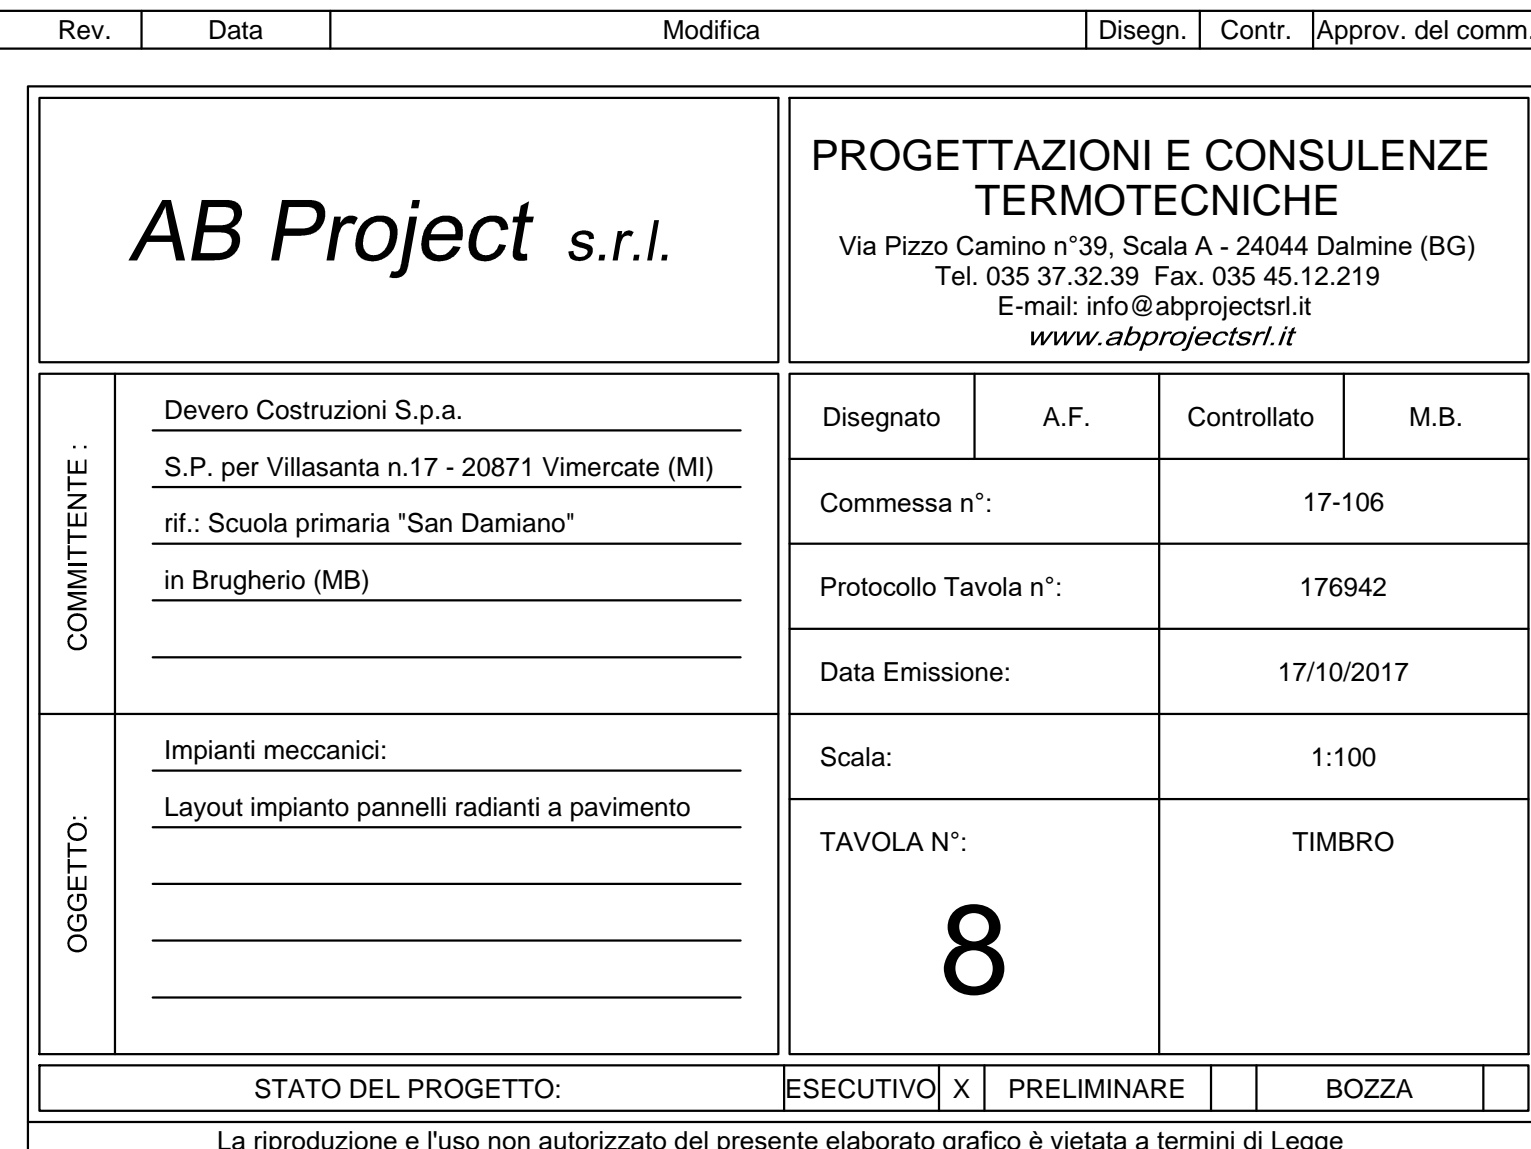 Rev. Data Modifica Disegn. Contr. Approv. del comm.
AB Project s.r.l.
PROGETTAZIONI E CONSULENZE
TERMOTECNICHE
Via Pizzo Camino n°39, Scala A - 24044 Dalmine (BG)
Tel. 035 37.32.39 Fax. 035 45.12.219
E-mail: info@abprojectsrl.it
www.abprojectsrl.it
COMMITTENTE :
Devero Costruzioni S.p.a.
S.P. per Villasanta n.17 - 20871 Vimercate (MI)
rif.: Scuola primaria "San Damiano"
in Brugherio (MB)
Disegnato A.F. Controllato M.B.
Commessa n°: 17-106
Protocollo Tavola n°: 176942
Data Emissione: 17/10/2017
OGGETTO:
Impianti meccanici:
Layout impianto pannelli radianti a pavimento
Scala: 1:100
TAVOLA N°: TIMBRO
8
STATO DEL PROGETTO: ESECUTIVO X PRELIMINARE BOZZA
La riproduzione e l'uso non autorizzato del presente elaborato grafico è vietata a termini di Legge